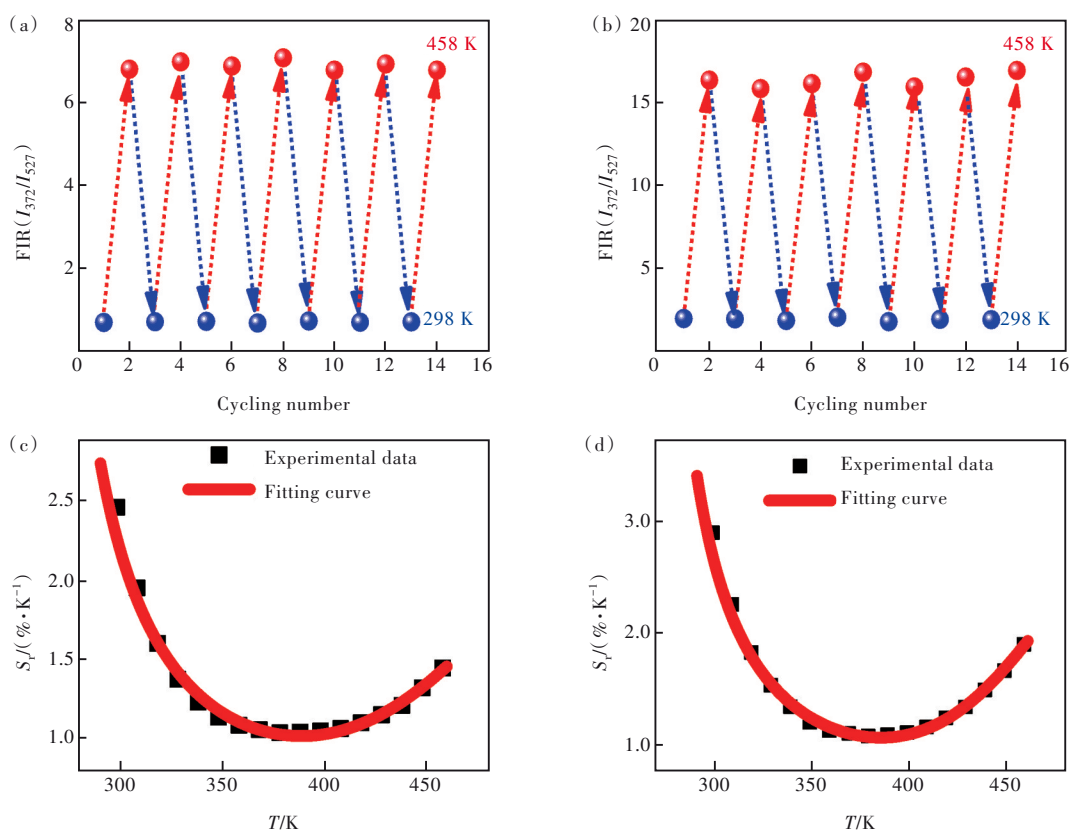 (a)
8
6
4
2
FIR(I372/I527)
458 K
298 K
0 2 4 6 8 10 12 14 16
Cycling number
(b)
20
15
10
5
FIR(I372/I527)
458 K
298 K
0 2 4 6 8 10 12 14 16
Cycling number
(c)
Experimental data
Fitting curve
2.5
2.0
1.5
1.0
Sr/(%·K⁻¹)
300 350 400 450
T/K
(d)
Experimental data
Fitting curve
3.0
2.0
1.0
Sr/(%·K⁻¹)
300 350 400 450
T/K